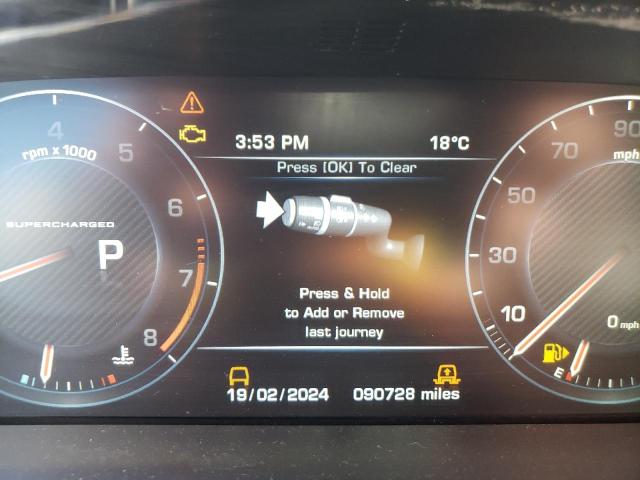 3:53 PM 18°C
Press [OK] To Clear
4
rpm x 1000
5
6
7
8
SUPERCHARGED
P
Press & Hold
to Add or Remove
last journey
19/02/2024 090728 miles
90
mph
70
50
30
10
0 mph
E